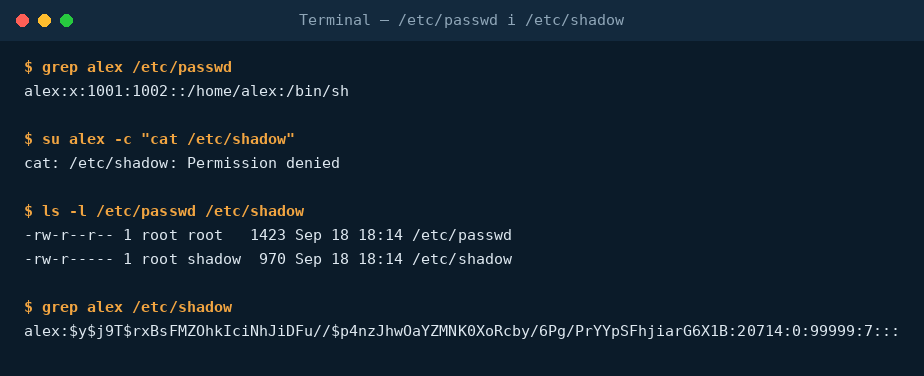 Terminal — /etc/passwd i /etc/shadow
$ grep alex /etc/passwd
alex:x:1001:1002::/home/alex:/bin/sh
$ su alex -c "cat /etc/shadow"
cat: /etc/shadow: Permission denied
$ ls -l /etc/passwd /etc/shadow
-rw-r--r-- 1 root root   1423 Sep 18 18:14 /etc/passwd
-rw-r----- 1 root shadow  970 Sep 18 18:14 /etc/shadow
$ grep alex /etc/shadow
alex:$y$j9T$rxBsFMZOhkIciNhJiDFu//$p4nzJhwOaYZMNK0XoRcby/6Pg/PrYYpSFhjiarG6X1B:20714:0:99999:7:::